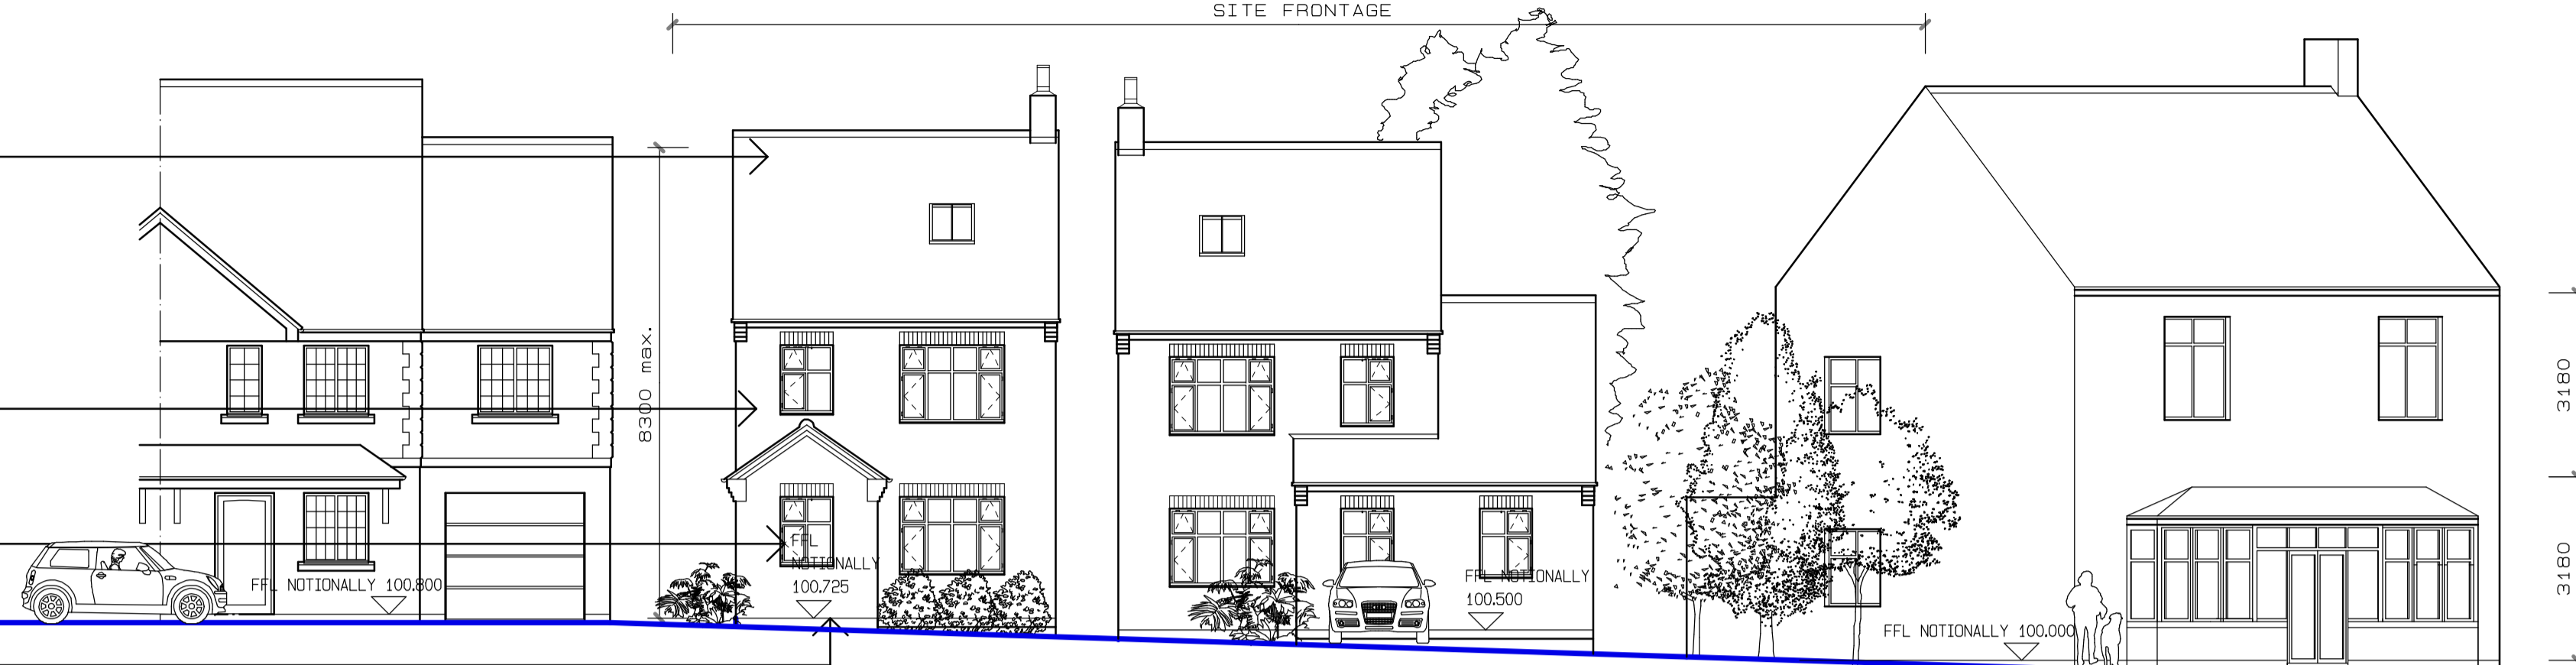 SITE FRONTAGE
8300 max.
3180
3180
FFL NOTIONALLY 100.800
FFL
NOTIONALLY
100.725
FFL NOTIONALLY
100.500
FFL NOTIONALLY 100.000